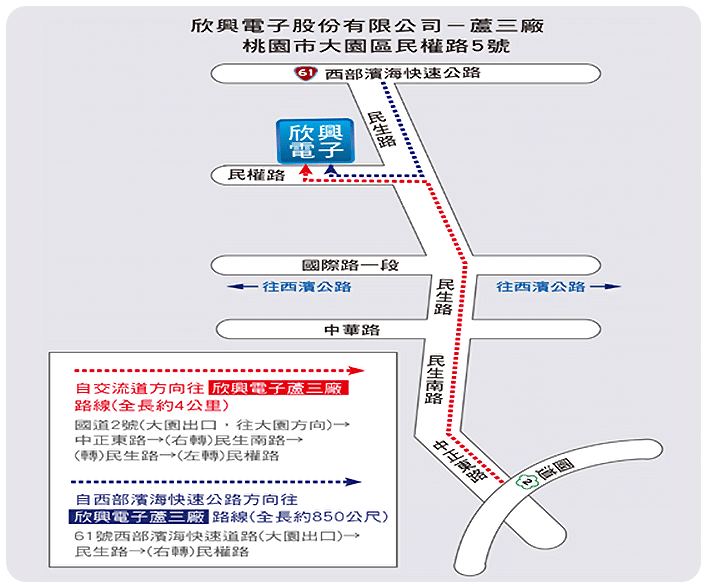 欣興電子股份有限公司－蘆三廠
桃園市大園區民權路5號
61 西部濱海快速公路
民生路
欣興
電子
民權路
國際路一段
往西濱公路
往西濱公路
民生路
中華路
民生南路
中正東路
國道
2
自交流道方向往 欣興電子蘆三廠
路線(全長約4公里)
國道2號(大園出口，往大園方向)→
中正東路→(右轉)民生南路→
(轉)民生路→(左轉)民權路
自西部濱海快速公路方向往
欣興電子蘆三廠 路線(全長約850公尺)
61號西部濱海快速道路(大園出口)→
民生路→(右轉)民權路